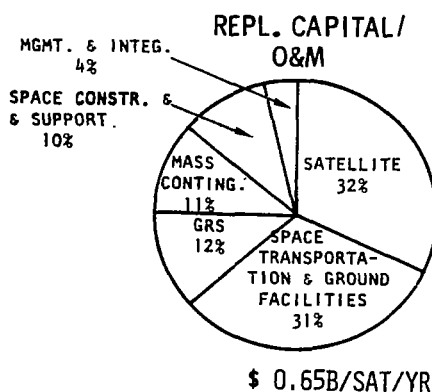 REPL. CAPITAL/
O&M
MGMT. & INTEG.
4%
SPACE CONSTR. &
& SUPPORT.
10%
MASS
CONTING.
11%
GRS
12%
SATELLITE
32%
SPACE
TRANSPORTA-
TION & GROUND
FACILITIES
31%
$ 0.65B/SAT/YR